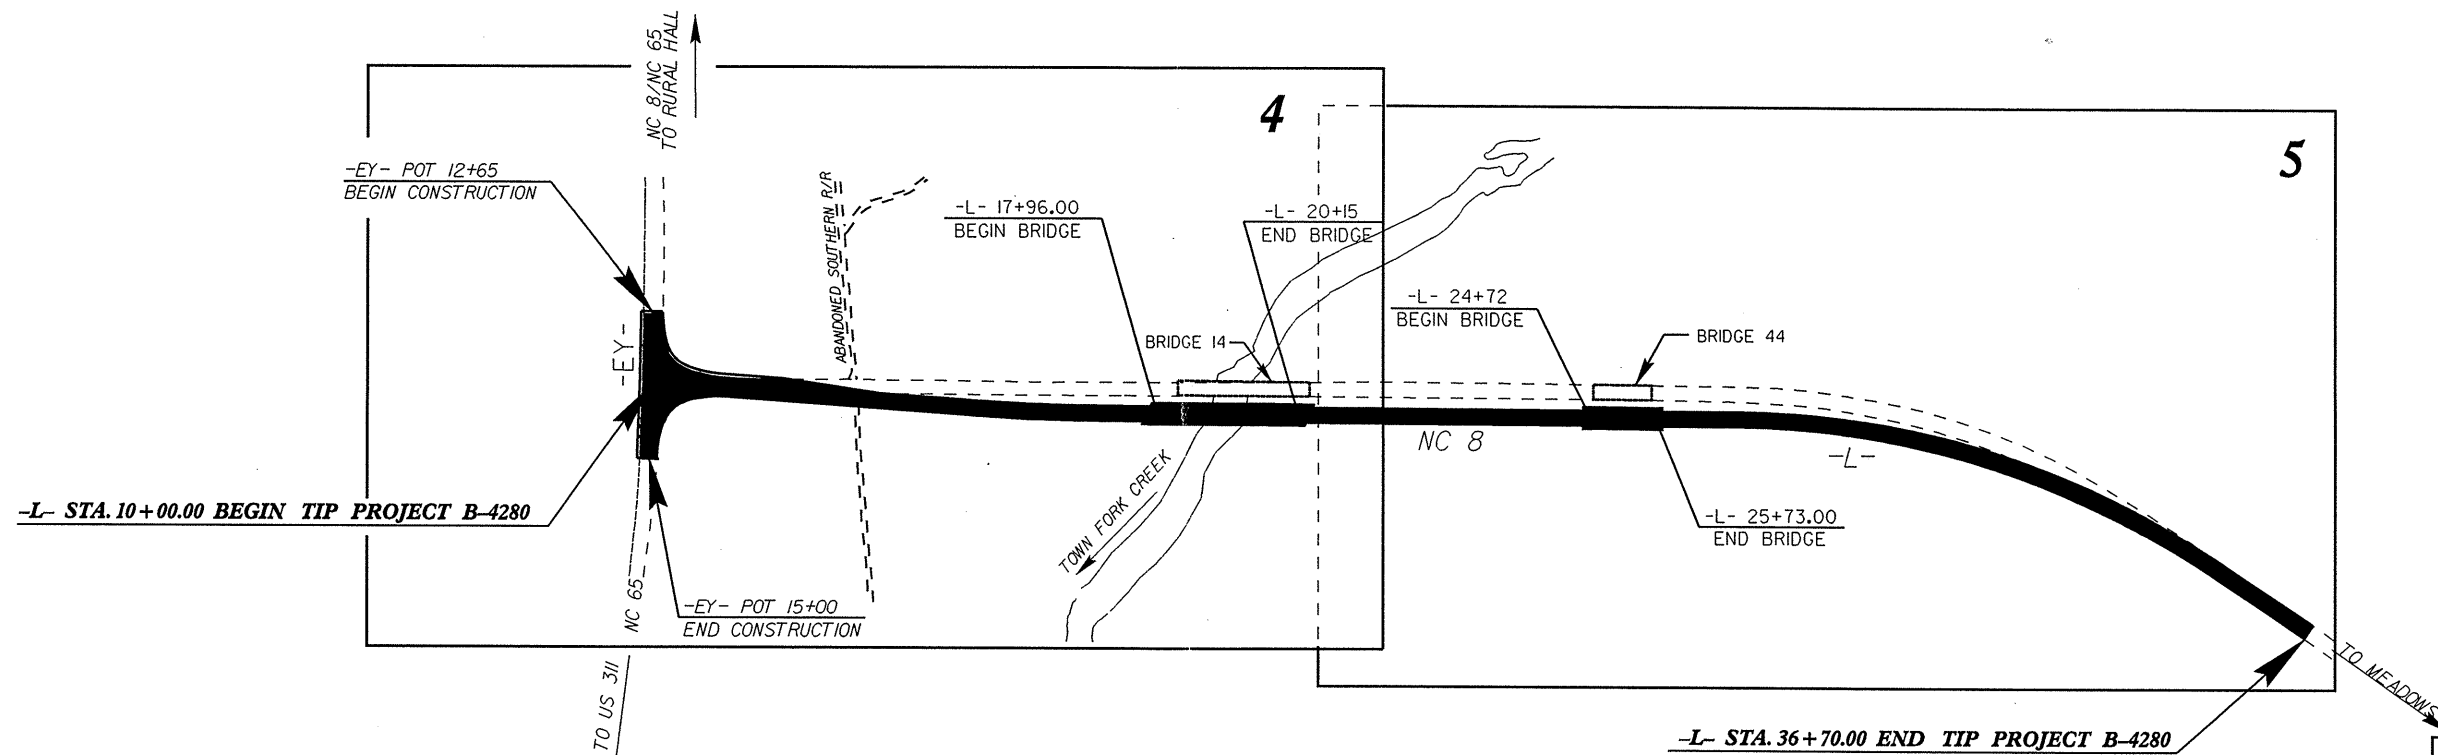 NC 8/NC 65
TO RURAL HALL
4
5
-EY- POT 12+65
BEGIN CONSTRUCTION
ABANDONED SOUTHERN R/R
-L- 17+96.00
BEGIN BRIDGE
-L- 20+15
END BRIDGE
-L- 24+72
BEGIN BRIDGE
BRIDGE 14
BRIDGE 44
-EY-
NC 8
-L-
TOWN FORK CREEK
-L- STA. 10+00.00 BEGIN TIP PROJECT B-4280
-L- 25+73.00
END BRIDGE
NC 65
-EY- POT 15+00
END CONSTRUCTION
TO US 311
TO MEADOWS
-L- STA. 36+70.00 END TIP PROJECT B-4280